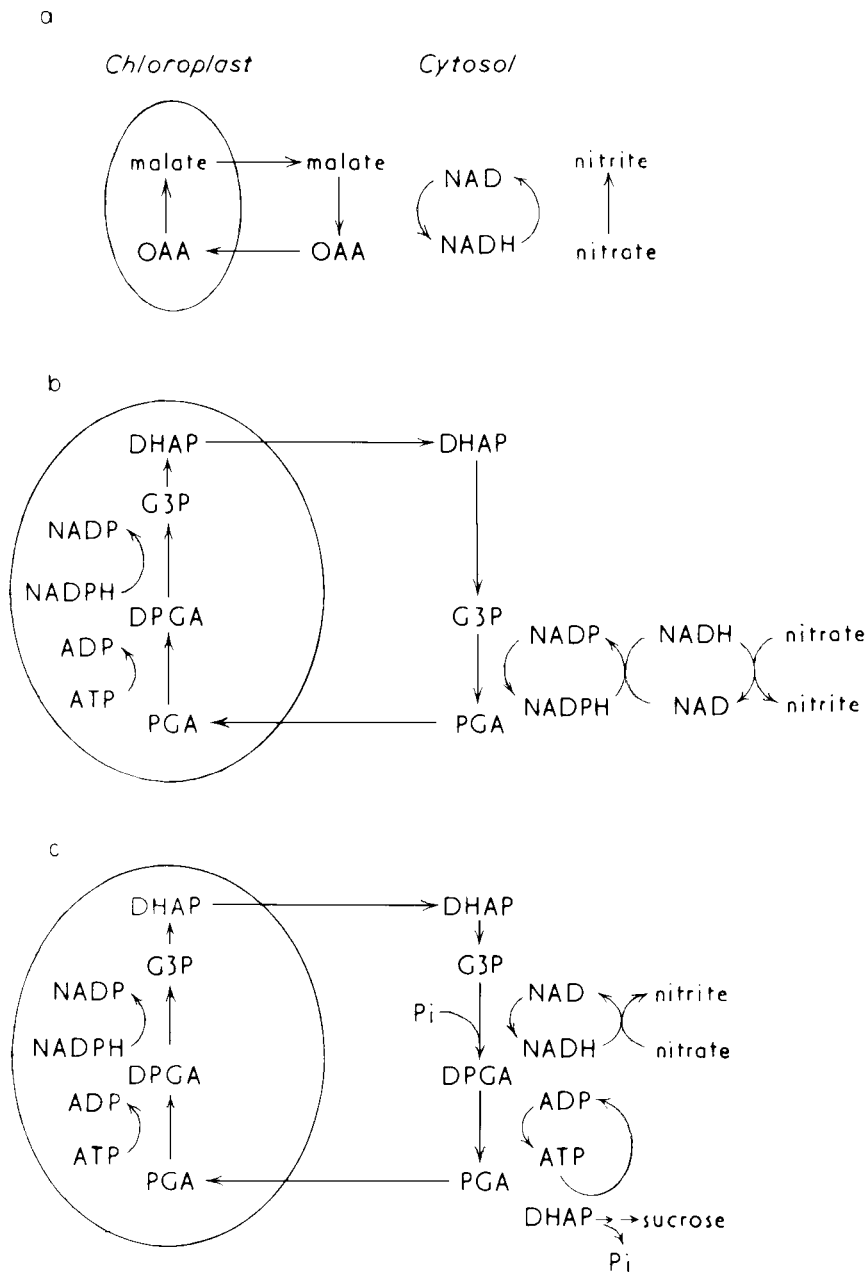 a
Chloroplast Cytosol
malate malate NAD nitrite
OAA OAA NADH nitrate
b
DHAP DHAP
G3P
NADP
NADPH
DPGA G3P NADP NADH nitrate
ADP
ATP NADPH NAD nitrite
PGA PGA
c
DHAP DHAP
G3P G3P
NADP Pi NAD nitrite
NADPH NADH nitrate
DPGA DPGA
ADP ADP
ATP ATP
PGA PGA
DHAP sucrose
Pi